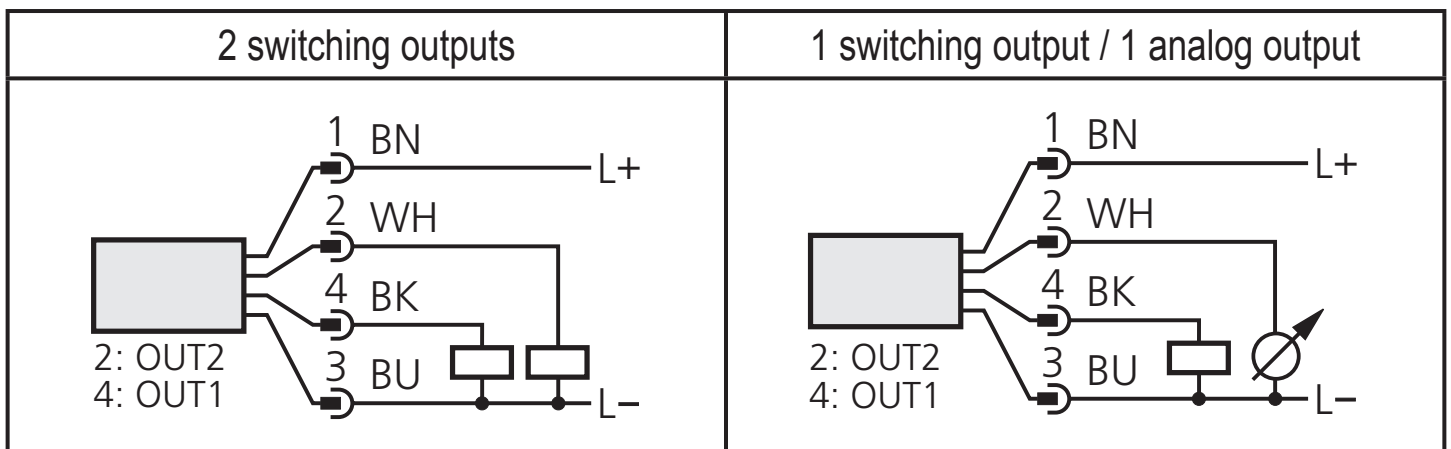 2 switching outputs
1 BN
L+
2 WH
4 BK
2: OUT2
4: OUT1
3 BU
L−
1 switching output / 1 analog output
1 BN
L+
2 WH
4 BK
2: OUT2
4: OUT1
3 BU
L−